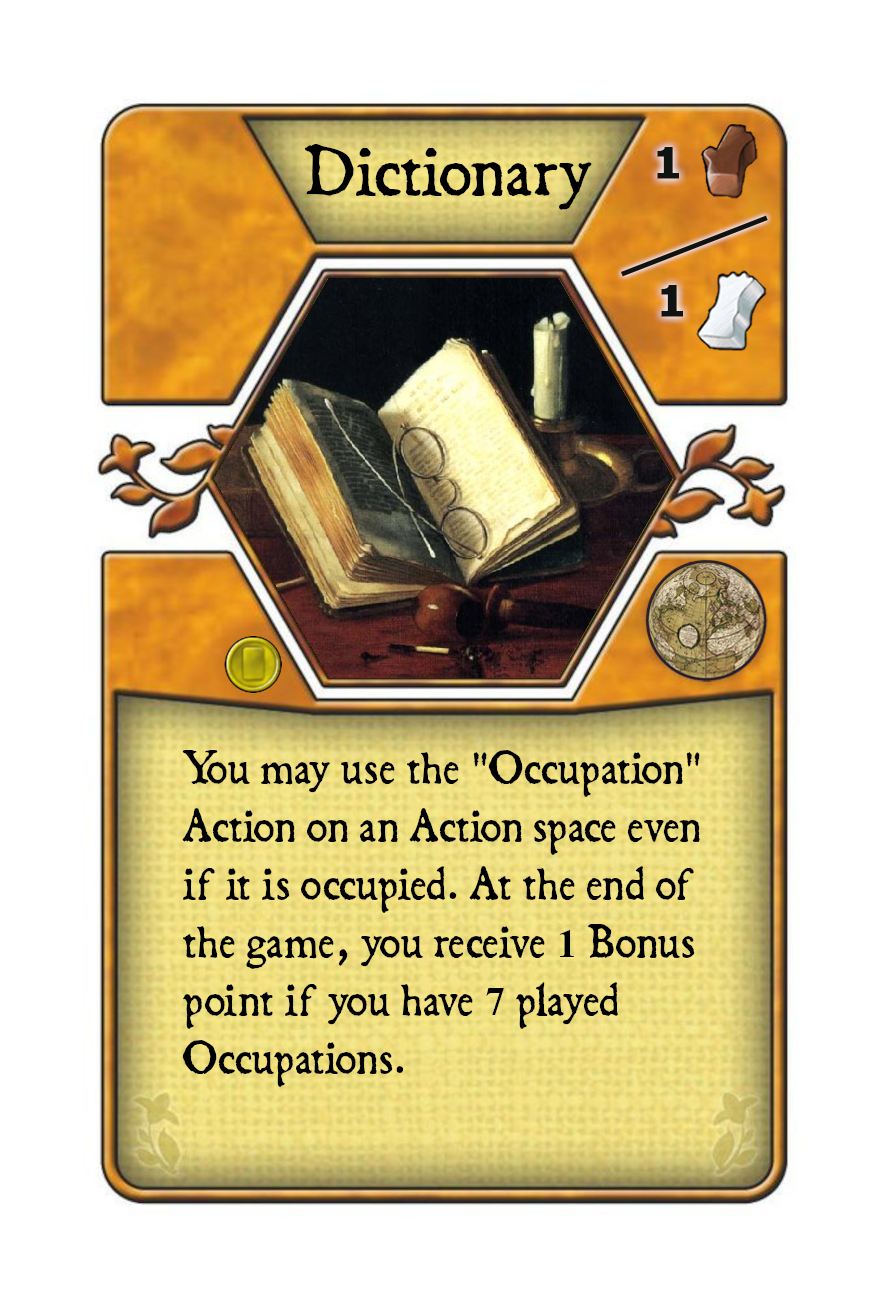 Dictionary
1
1
You may use the "Occupation"
Action on an Action space even
if it is occupied. At the end of
the game, you receive 1 Bonus
point if you have 7 played
Occupations.